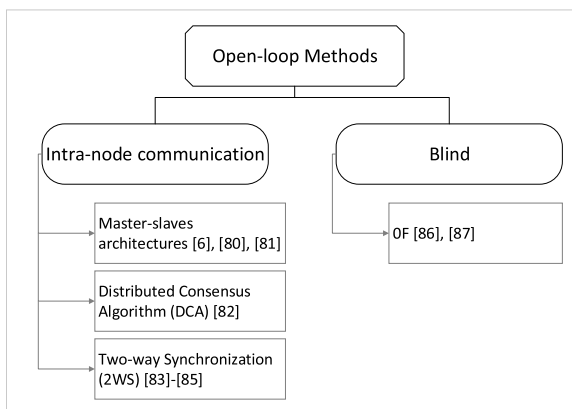 Open-loop Methods
Intra-node communication
Blind
Master-slaves
architectures [6], [80], [81]
0F [86], [87]
Distributed Consensus
Algorithm (DCA) [82]
Two-way Synchronization
(2WS) [83]-[85]